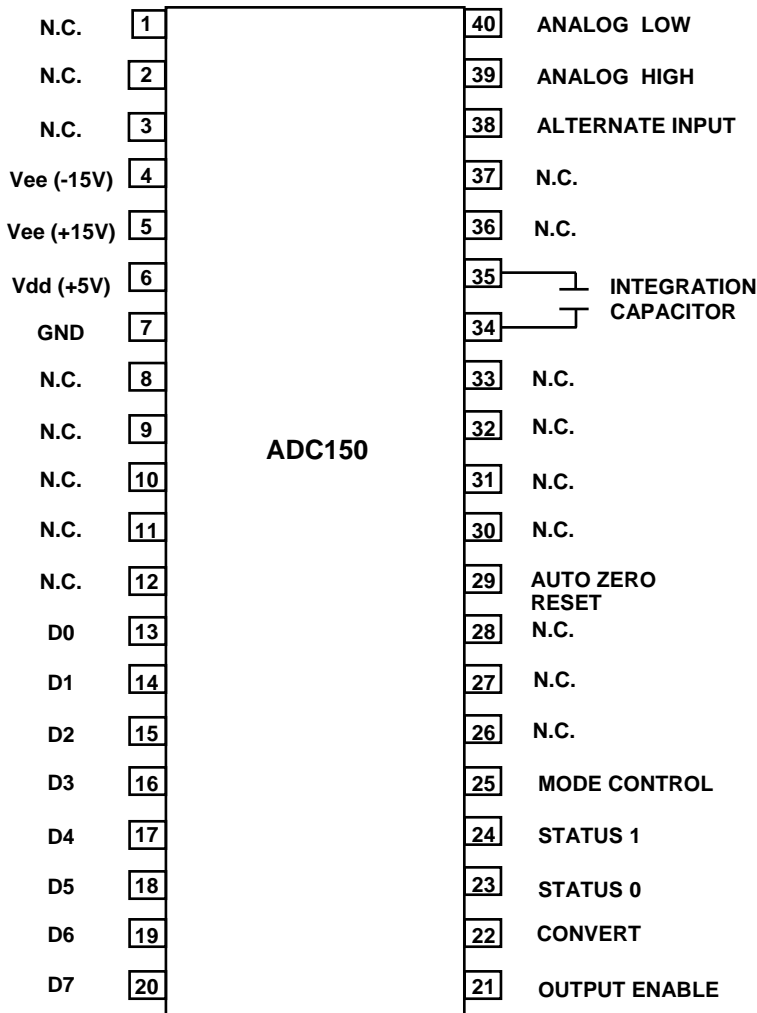 N.C. 1 40 ANALOG LOW
N.C. 2 39 ANALOG HIGH
N.C. 3 38 ALTERNATE INPUT
Vee (-15V) 4 37 N.C.
Vee (+15V) 5 36 N.C.
Vdd (+5V) 6 35 INTEGRATION
GND 7 34 CAPACITOR
N.C. 8 33 N.C.
N.C. 9 32 N.C.
ADC150
N.C. 10 31 N.C.
N.C. 11 30 N.C.
N.C. 12 29 AUTO ZERO
RESET
D0 13 28 N.C.
D1 14 27 N.C.
D2 15 26 N.C.
D3 16 25 MODE CONTROL
D4 17 24 STATUS 1
D5 18 23 STATUS 0
D6 19 22 CONVERT
D7 20 21 OUTPUT ENABLE